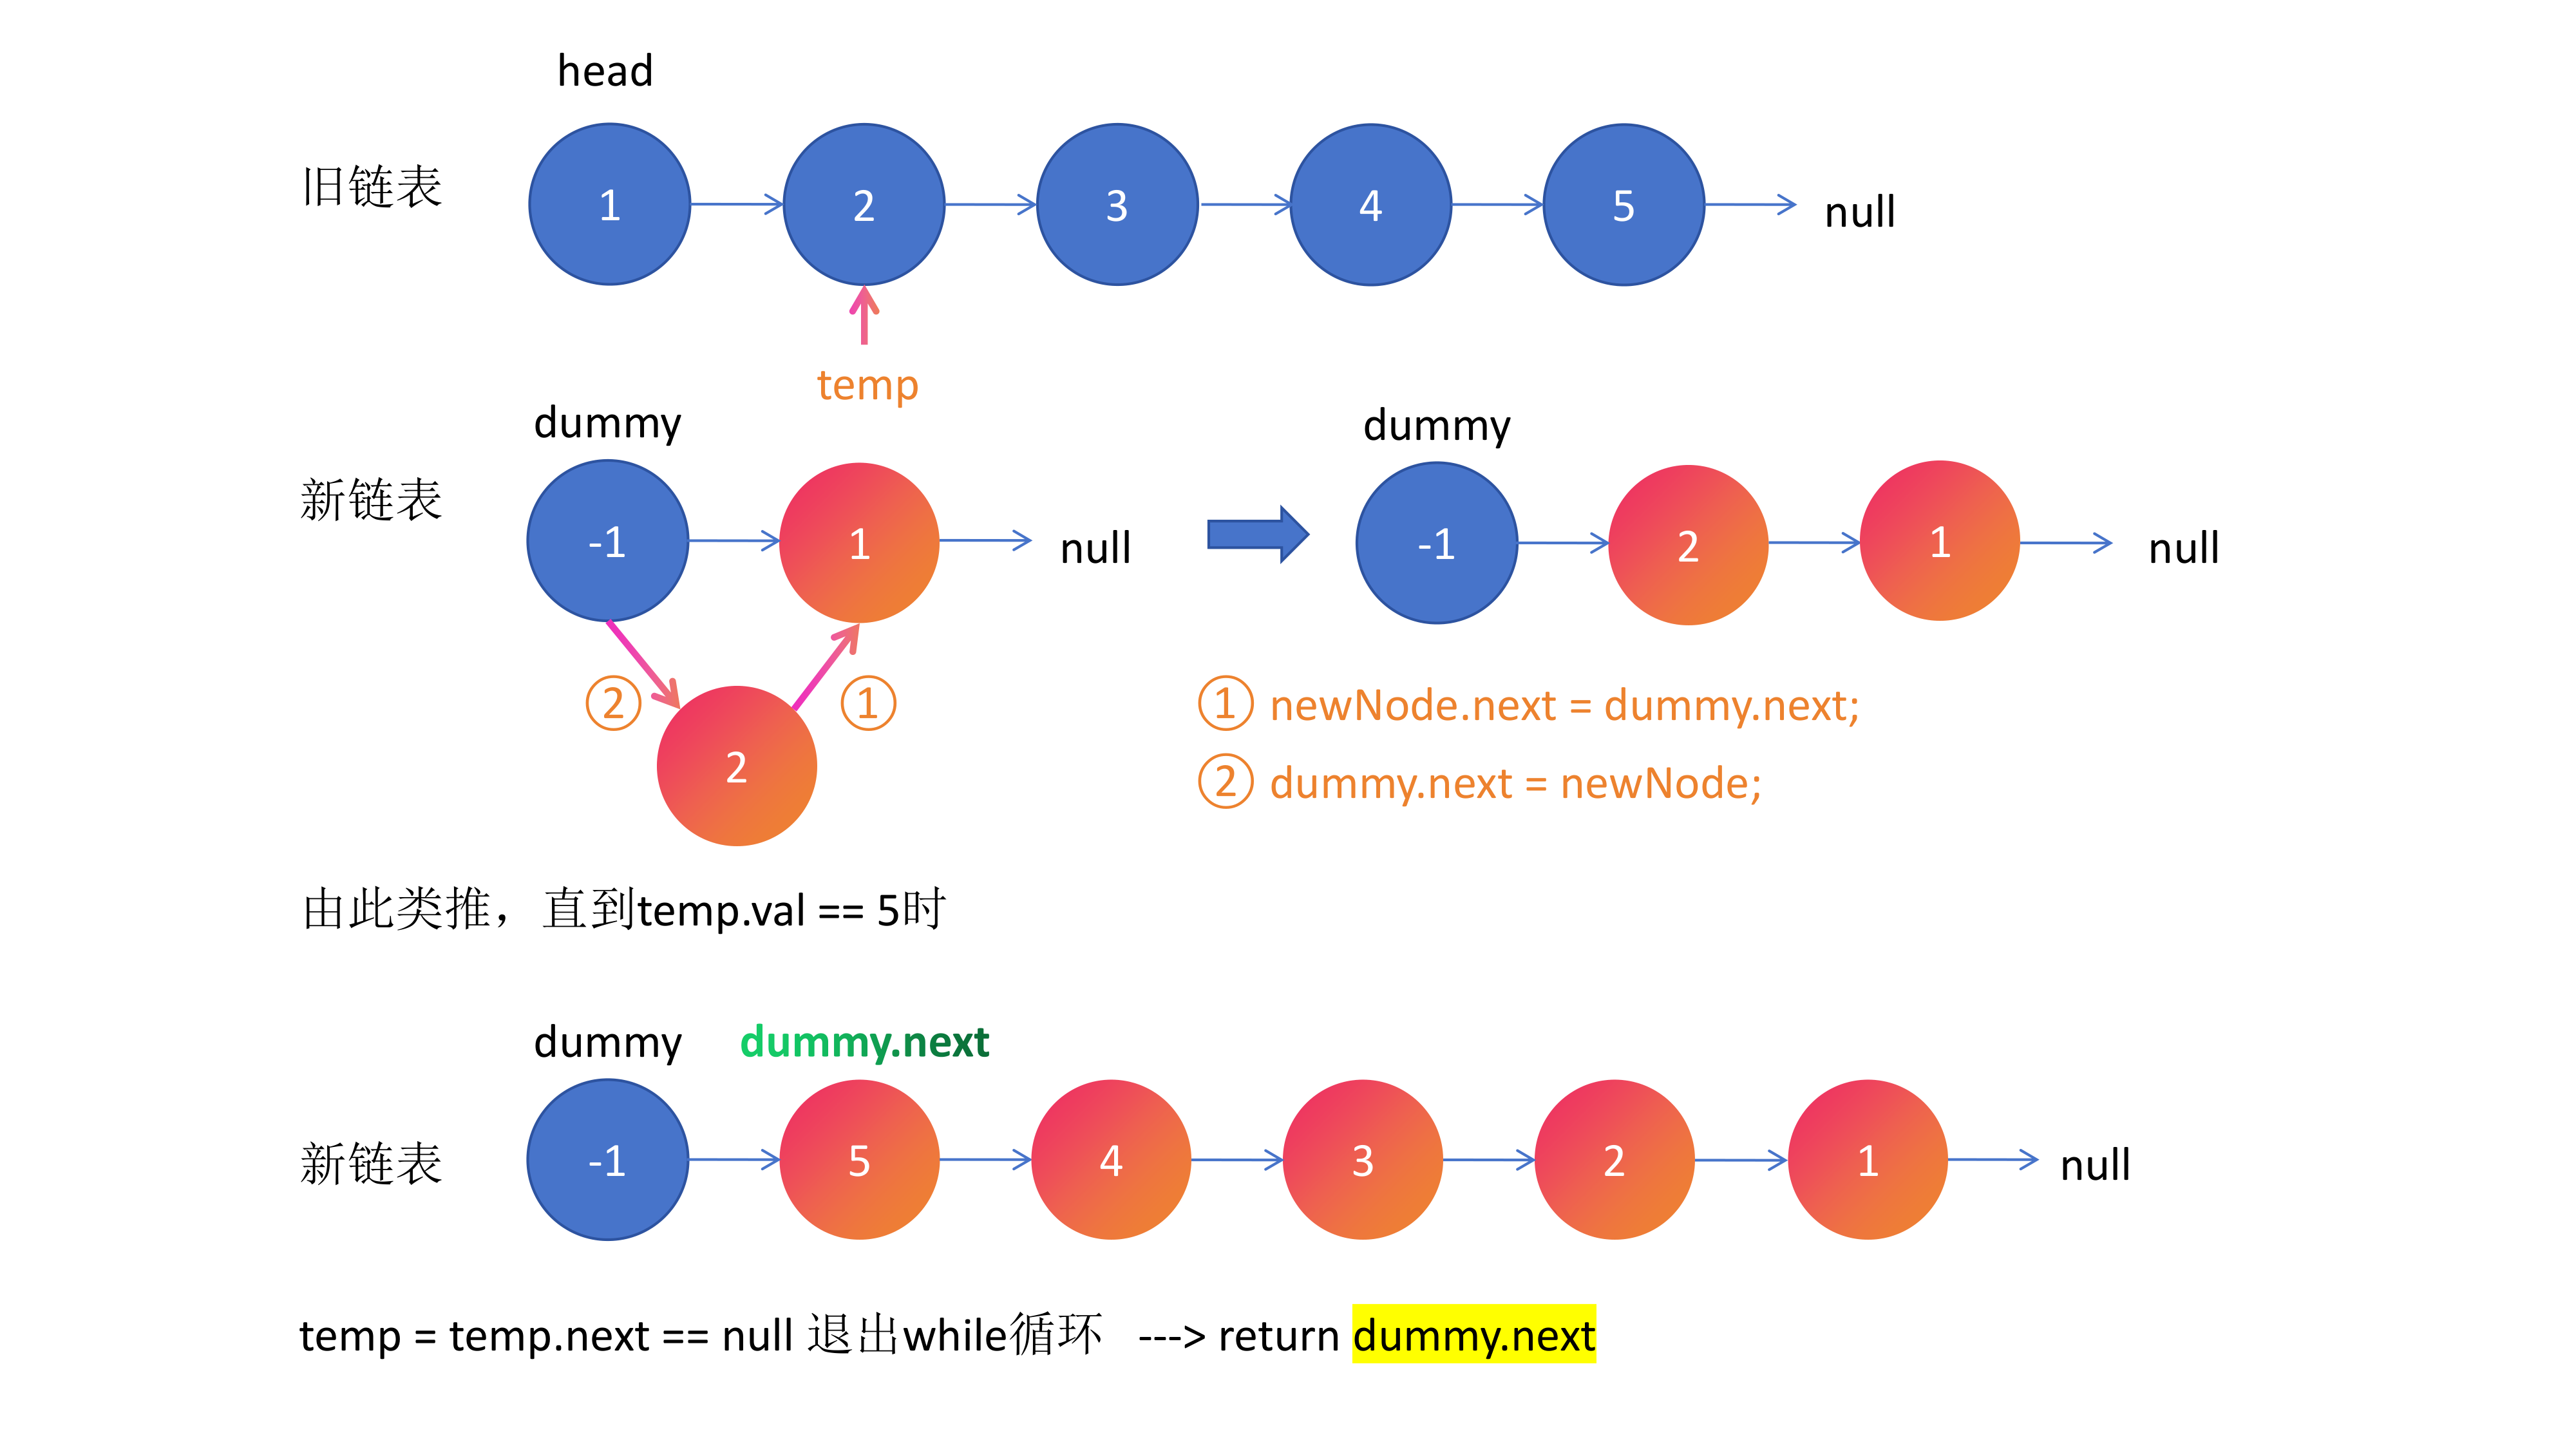 head
旧链表
1 2 3 4 5 null
temp
dummy dummy
新链表
-1 1 null -1 2 1 null
② ①
2
① newNode.next = dummy.next;
② dummy.next = newNode;
由此类推，直到temp.val == 5时
dummy dummy.next
新链表
-1 5 4 3 2 1 null
temp = temp.next == null 退出while循环 ---> return dummy.next